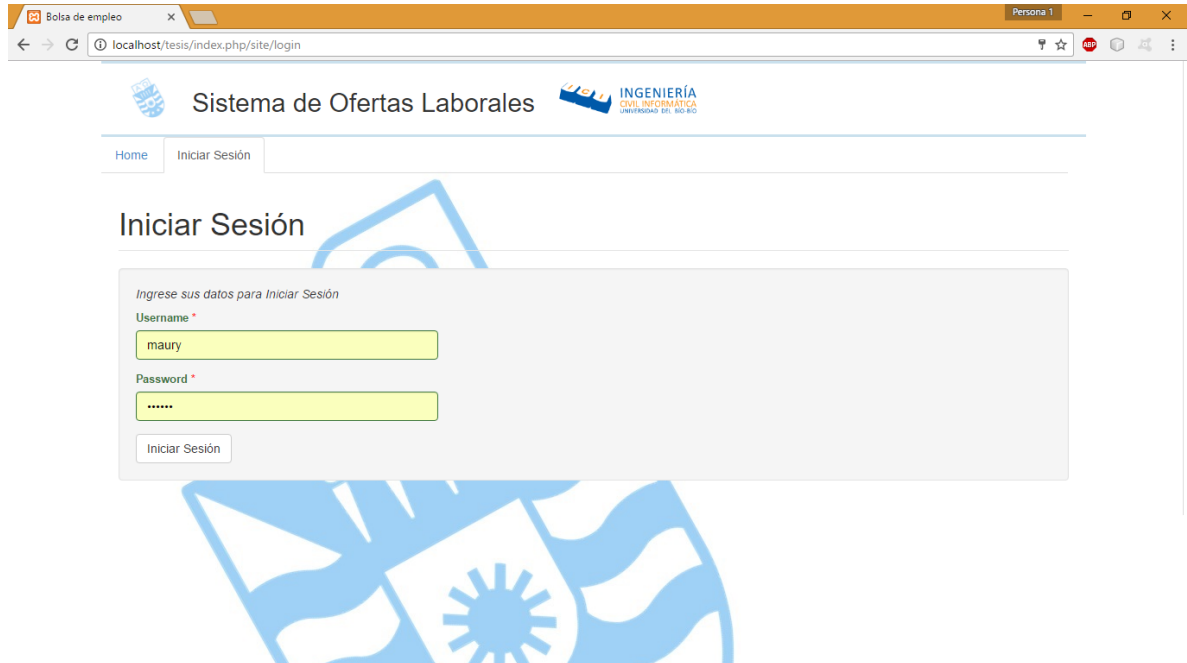 Bolsa de empleo
Persona 1
localhost/tesis/index.php/site/login
ABP
Sistema de Ofertas Laborales
INGENIERÍA
CIVIL INFORMÁTICA
UNIVERSIDAD DEL BÍO-BÍO
Home
Iniciar Sesión
Iniciar Sesión
Ingrese sus datos para Iniciar Sesión
Username *
maury
Password *
••••••
Iniciar Sesión